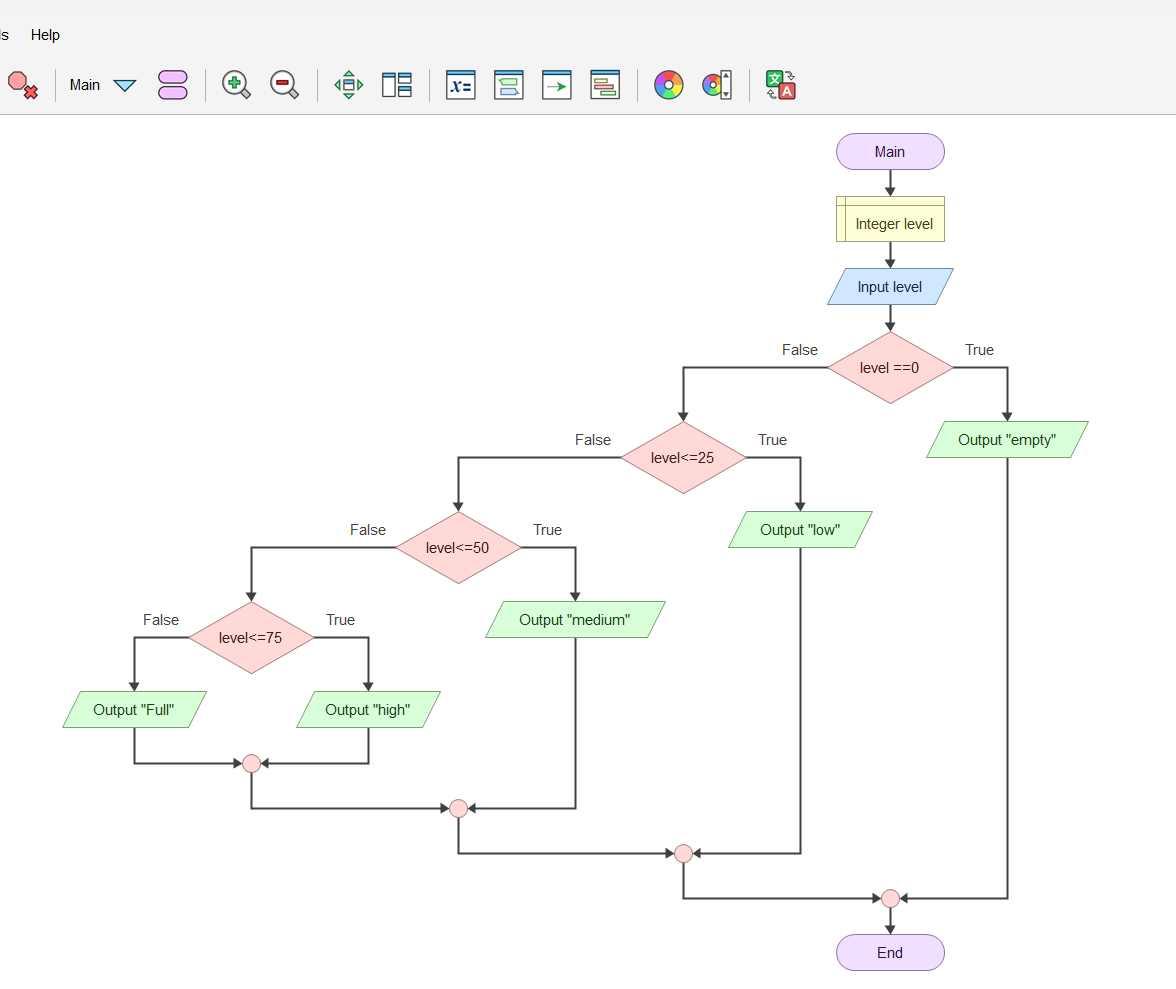 ls Help
Main
x=
A
Main
Integer level
Input level
False True
level ==0
False True
Output "empty"
level<=25
False True
Output "low"
level<=50
False True
Output "medium"
level<=75
Output "Full" Output "high"
End